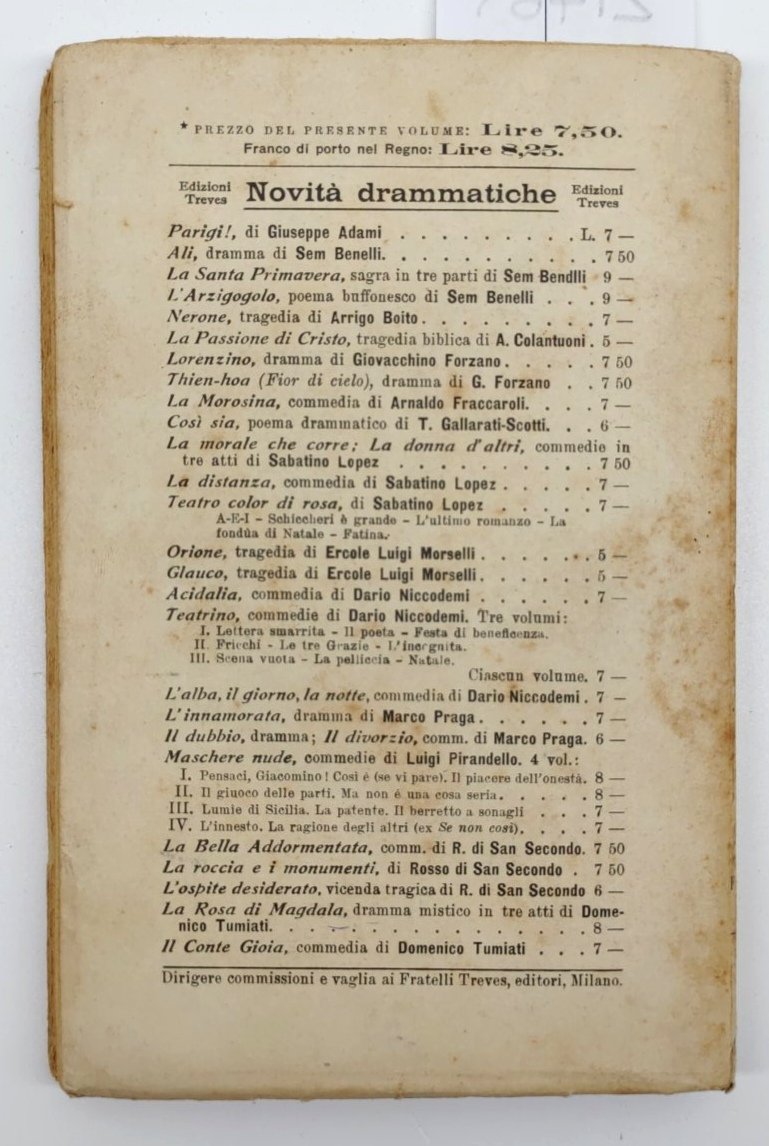 * PREZZO DEL PRESENTE VOLUME: Lire 7,50.
Franco di porto nel Regno: Lire 8,25.
Edizioni Treves Novità drammatiche Edizioni Treves
Parigi!, di Giuseppe Adami . . . . . . . . . L. 7 —
Ali, dramma di Sem Benelli. . . . . . . . . . 7 50
La Santa Primavera, sagra in tre parti di Sem Bendlli 9 —
L'Arzigogolo, poema buffonesco di Sem Benelli . . . 9 —
Nerone, tragedia di Arrigo Boito. . . . . . . . . 7 —
La Passione di Cristo, tragedia biblica di A. Colantuoni . 5 —
Lorenzino, dramma di Giovacchino Forzano. . . . . 7 50
Thien-hoa (Fior di cielo), dramma di G. Forzano . . 7 50
La Morosina, commedia di Arnaldo Fraccaroli. . . . 7 —
Così sia, poema drammatico di T. Gallarati-Scotti. . . 6 —
La morale che corre; La donna d'altri, commedie in
tre atti di Sabatino Lopez . . . . . . . . . . 7 50
La distanza, commedia di Sabatino Lopez . . . . . 7 —
Teatro color di rosa, di Sabatino Lopez . . . . . 7 —
A-E-I – Schiccheri è grande – L'ultimo romanzo – La
fondùa di Natale – Fatina.
Orione, tragedia di Ercole Luigi Morselli . . . . . . 5 —
Glauco, tragedia di Ercole Luigi Morselli. . . . . . 5 —
Acidalia, commedia di Dario Niccodemi . . . . . . 7 —
Teatrino, commedie di Dario Niccodemi. Tre volumi:
I. Lettera smarrita – Il poeta – Festa di beneficenza.
II. Fricchi – Le tre Grazie – L'incognita.
III. Scena vuota – La pelliccia – Natale.
Ciascun volume. 7 —
L'alba, il giorno, la notte, commedia di Dario Niccodemi . 7 –
L'innamorata, dramma di Marco Praga . . . . . . 7 —
Il dubbio, dramma; Il divorzio, comm. di Marco Praga. 6 —
Maschere nude, commedie di Luigi Pirandello. 4 vol.:
I. Pensaci, Giacomino! Così è (se vi pare). Il piacere dell'onestà. 8 —
II. Il giuoco delle parti. Ma non è una cosa seria. . . . . 8 —
III. Lumie di Sicilia. La patente. Il berretto a sonagli . . . 7 —
IV. L'innesto. La ragione degli altri (ex Se non così). . . . 7 —
La Bella Addormentata, comm. di R. di San Secondo. 7 50
La roccia e i monumenti, di Rosso di San Secondo . 7 50
L'ospite desiderato, vicenda tragica di R. di San Secondo 6 —
La Rosa di Magdala, dramma mistico in tre atti di Dome-
nico Tumiati. . . . . . . . . . . . . . . . 8 —
Il Conte Gioia, commedia di Domenico Tumiati . . . 7 —
Dirigere commissioni e vaglia ai Fratelli Treves, editori, Milano.